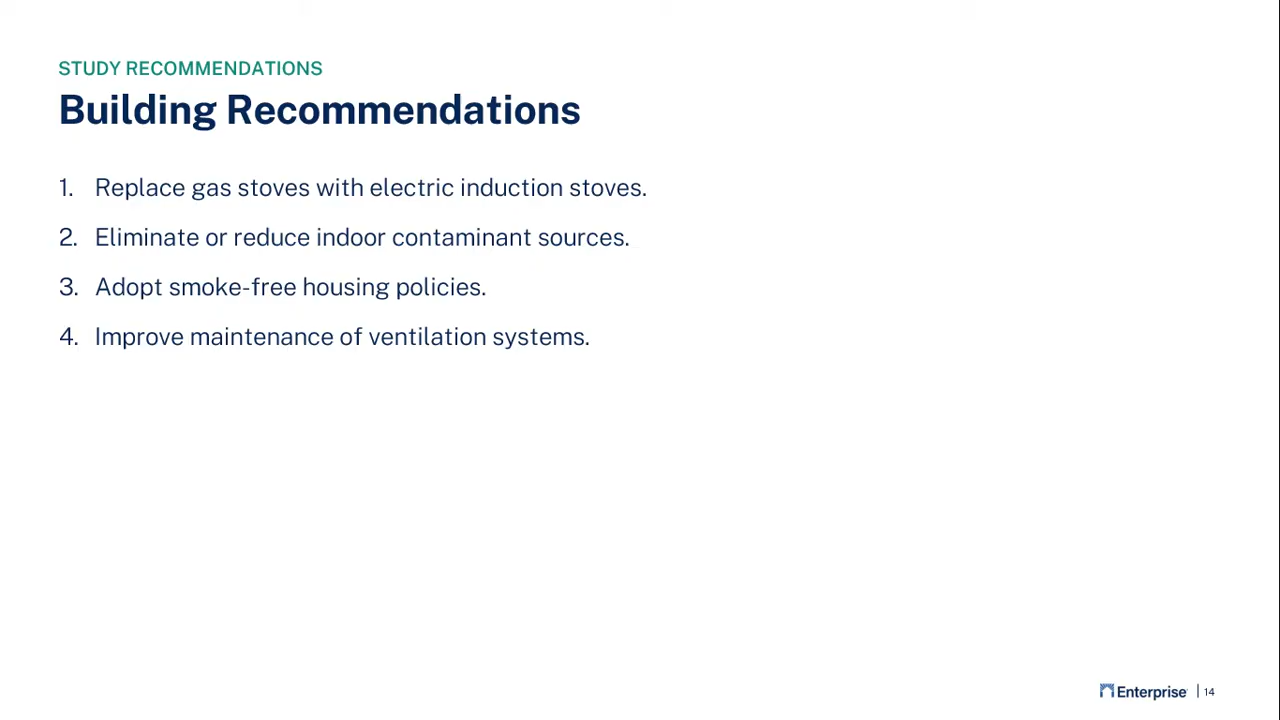 STUDY RECOMMENDATIONS
Building Recommendations
1. Replace gas stoves with electric induction stoves.
2. Eliminate or reduce indoor contaminant sources.
3. Adopt smoke-free housing policies.
4. Improve maintenance of ventilation systems.
Enterprise | 14